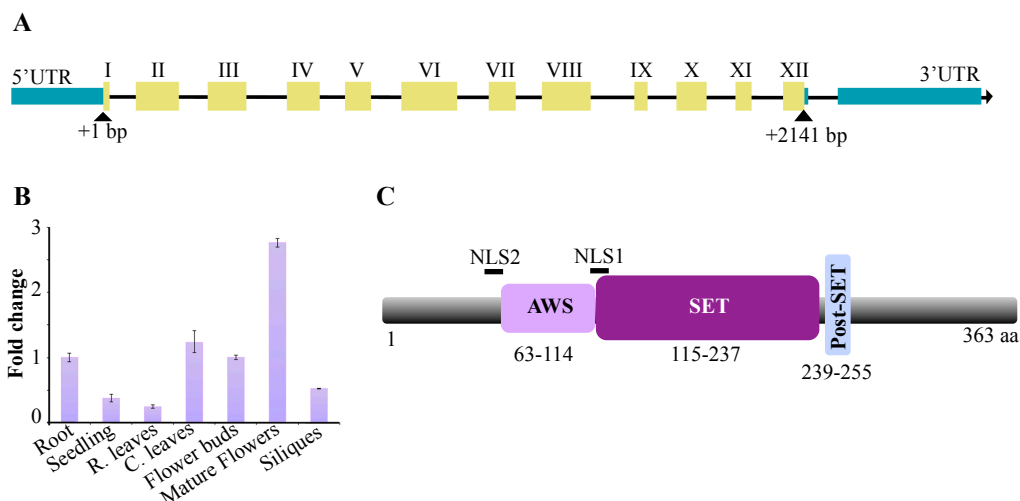 A
5’UTR I II III IV V VI VII VIII IX X XI XII 3’UTR
+1 bp +2141 bp
B
Fold change
3
2
1
0
Root
Seedling
R. leaves
C. leaves
Flower buds
Mature Flowers
Siliques
C
NLS2 NLS1
AWS SET Post-SET
1 363 aa
63-114 115-237 239-255